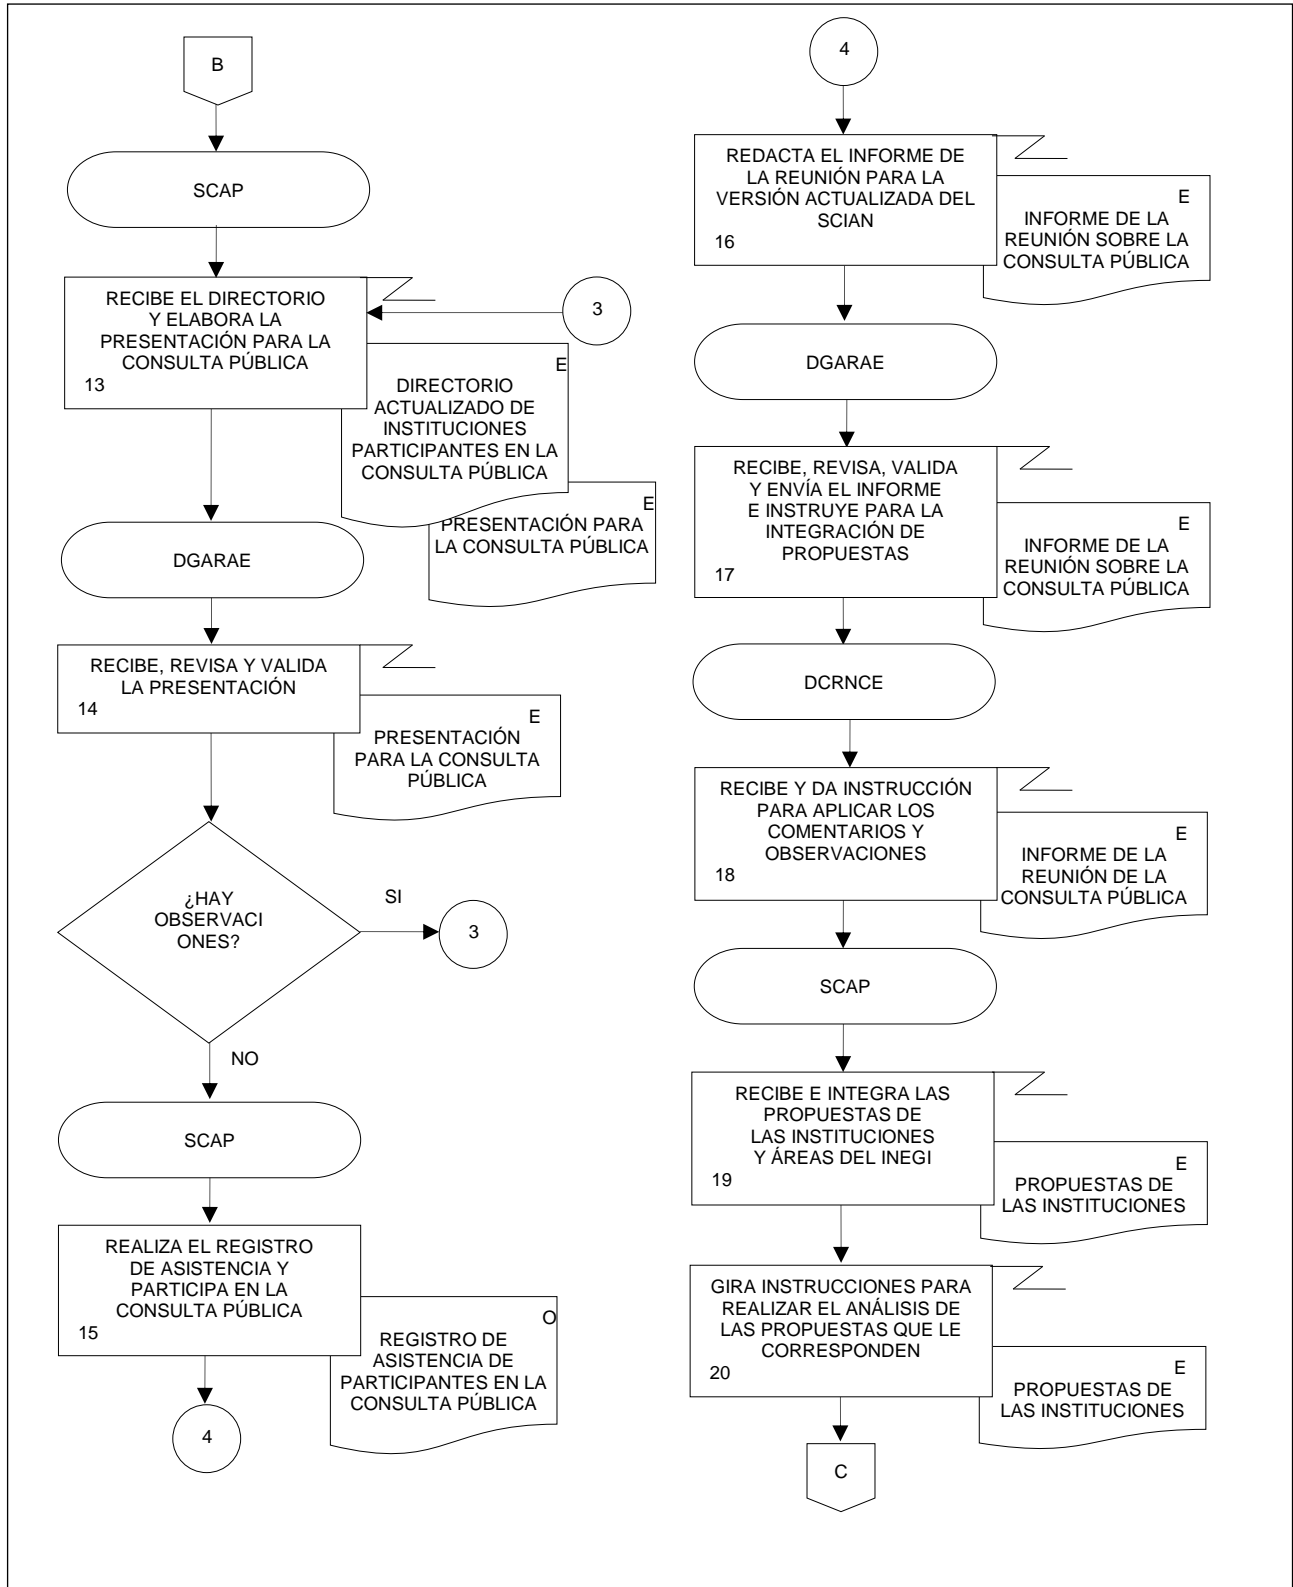 B
SCAP
RECIBE EL DIRECTORIO
Y ELABORA LA
PRESENTACIÓN PARA LA
CONSULTA PÚBLICA
13
3
E
DIRECTORIO
ACTUALIZADO DE
INSTITUCIONES
PARTICIPANTES EN LA
CONSULTA PÚBLICA
E
PRESENTACIÓN PARA
LA CONSULTA PÚBLICA
DGARAE
RECIBE, REVISA Y VALIDA
LA PRESENTACIÓN
14
E
PRESENTACIÓN
PARA LA CONSULTA
PÚBLICA
¿HAY
OBSERVACI
ONES?
SI
3
NO
SCAP
REALIZA EL REGISTRO
DE ASISTENCIA Y
PARTICIPA EN LA
CONSULTA PÚBLICA
15
O
REGISTRO DE
ASISTENCIA DE
PARTICIPANTES EN LA
CONSULTA PÚBLICA
4
4
REDACTA EL INFORME DE
LA REUNIÓN PARA LA
VERSIÓN ACTUALIZADA DEL
SCIAN
16
E
INFORME DE LA
REUNIÓN SOBRE LA
CONSULTA PÚBLICA
DGARAE
RECIBE, REVISA, VALIDA
Y ENVÍA EL INFORME
E INSTRUYE PARA LA
INTEGRACIÓN DE
PROPUESTAS
17
E
INFORME DE LA
REUNIÓN SOBRE LA
CONSULTA PÚBLICA
DCRNCE
RECIBE Y DA INSTRUCCIÓN
PARA APLICAR LOS
COMENTARIOS Y
OBSERVACIONES
18
E
INFORME DE LA
REUNIÓN DE LA
CONSULTA PÚBLICA
SCAP
RECIBE E INTEGRA LAS
PROPUESTAS DE
LAS INSTITUCIONES
Y ÁREAS DEL INEGI
19
E
PROPUESTAS DE
LAS INSTITUCIONES
GIRA INSTRUCCIONES PARA
REALIZAR EL ANÁLISIS DE
LAS PROPUESTAS QUE LE
CORRESPONDEN
20
E
PROPUESTAS DE
LAS INSTITUCIONES
C